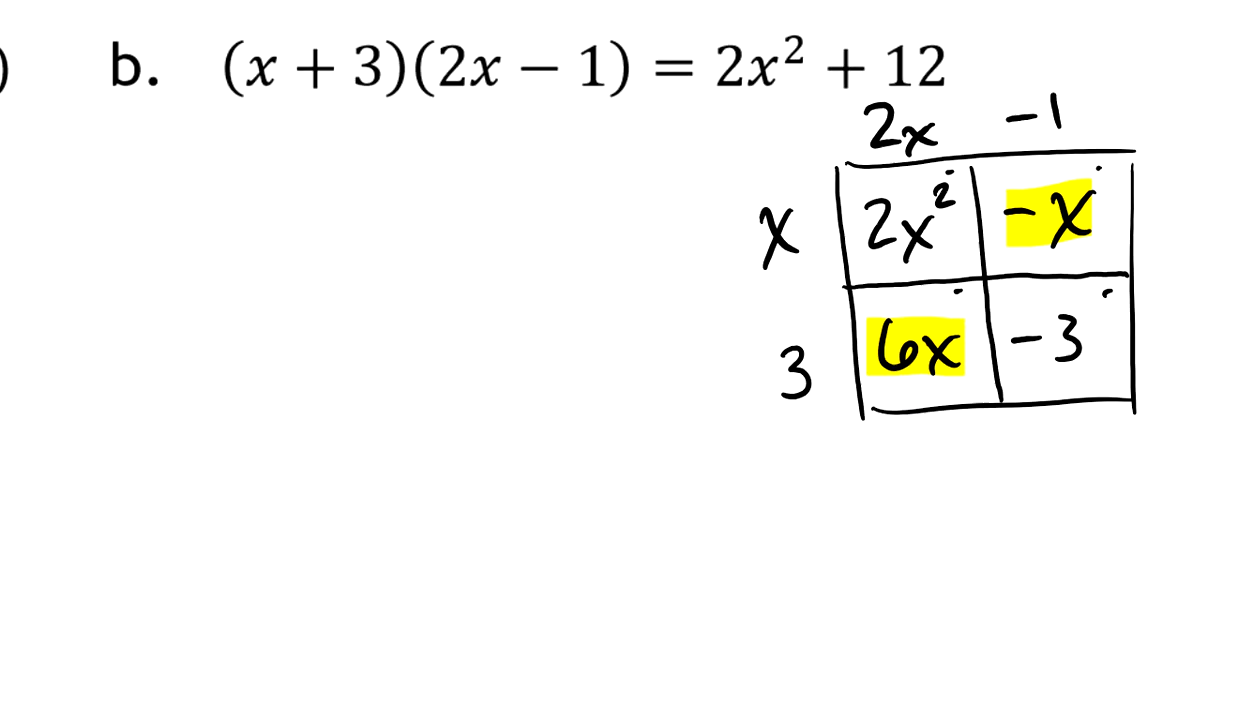 ) b. (x + 3)(2x − 1) = 2x² + 12
2x −1
x 2x² −x
3 6x −3